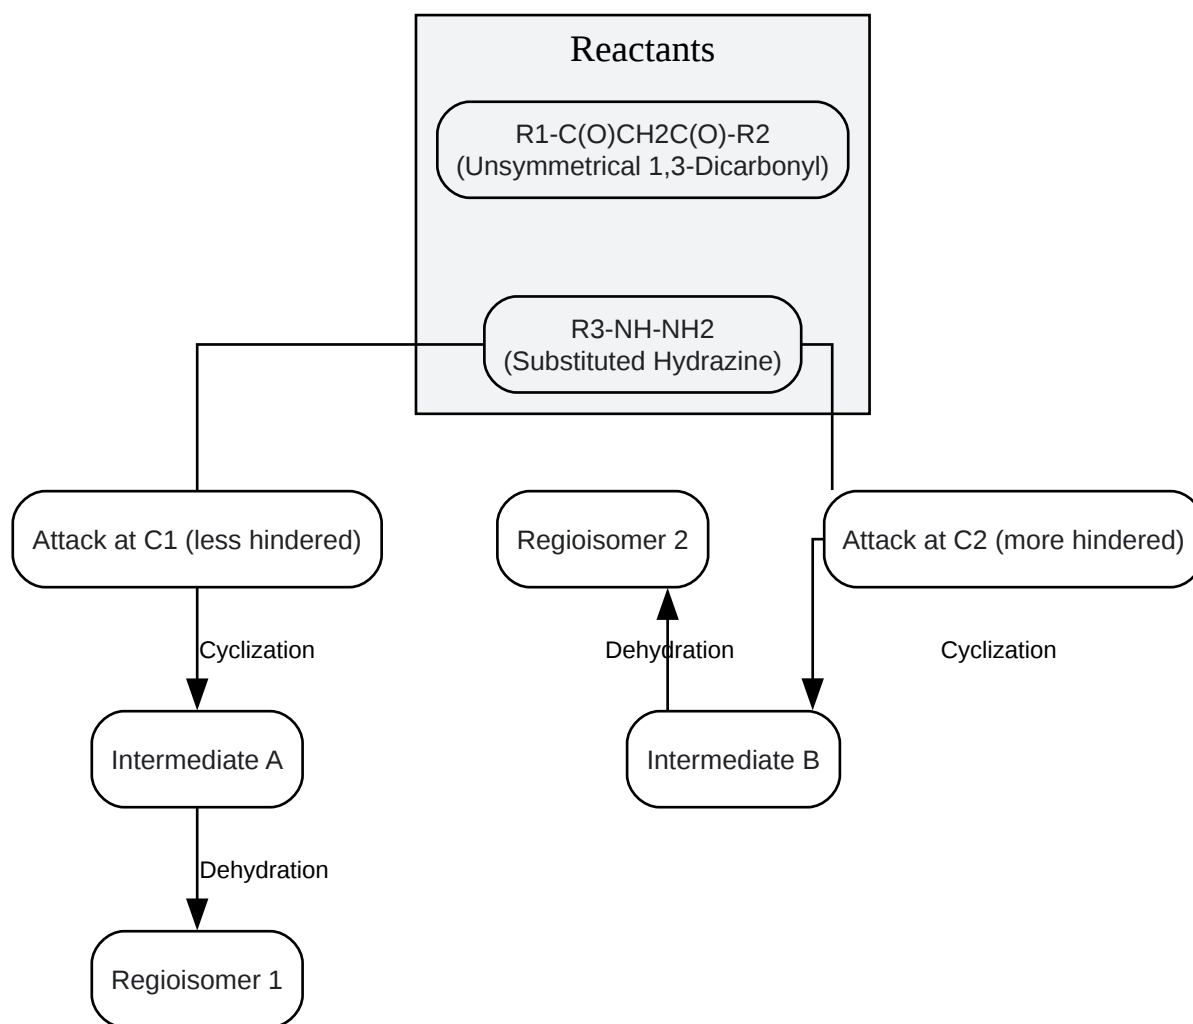 Reactants
R1-C(O)CH2C(O)-R2
(Unsymmetrical 1,3-Dicarbonyl)
R3-NH-NH2
(Substituted Hydrazine)
Attack at C1 (less hindered)
Regioisomer 2
Attack at C2 (more hindered)
Cyclization
Dehydration
Cyclization
Intermediate A
Intermediate B
Dehydration
Regioisomer 1